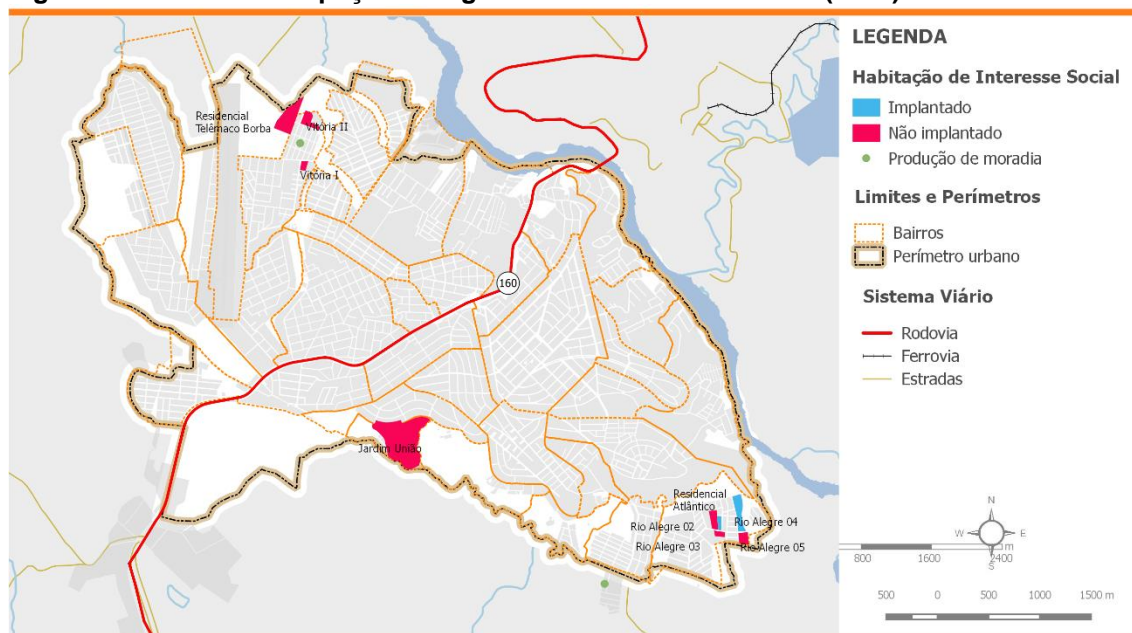 LEGENDA
Habitação de Interesse Social
Implantado
Não implantado
Produção de moradia
Limites e Perímetros
Bairros
Perímetro urbano
Sistema Viário
Rodovia
Ferrovia
Estradas
Residencial
Telêmaco Borba
Vitória II
Vitória I
160
Jardim União
Residencial
Atlântico
Rio Alegre 02
Rio Alegre 04
Rio Alegre 03
Rio Alegre 05
N
W
E
S
800 1600 2400 m
500 0 500 1000 1500 m